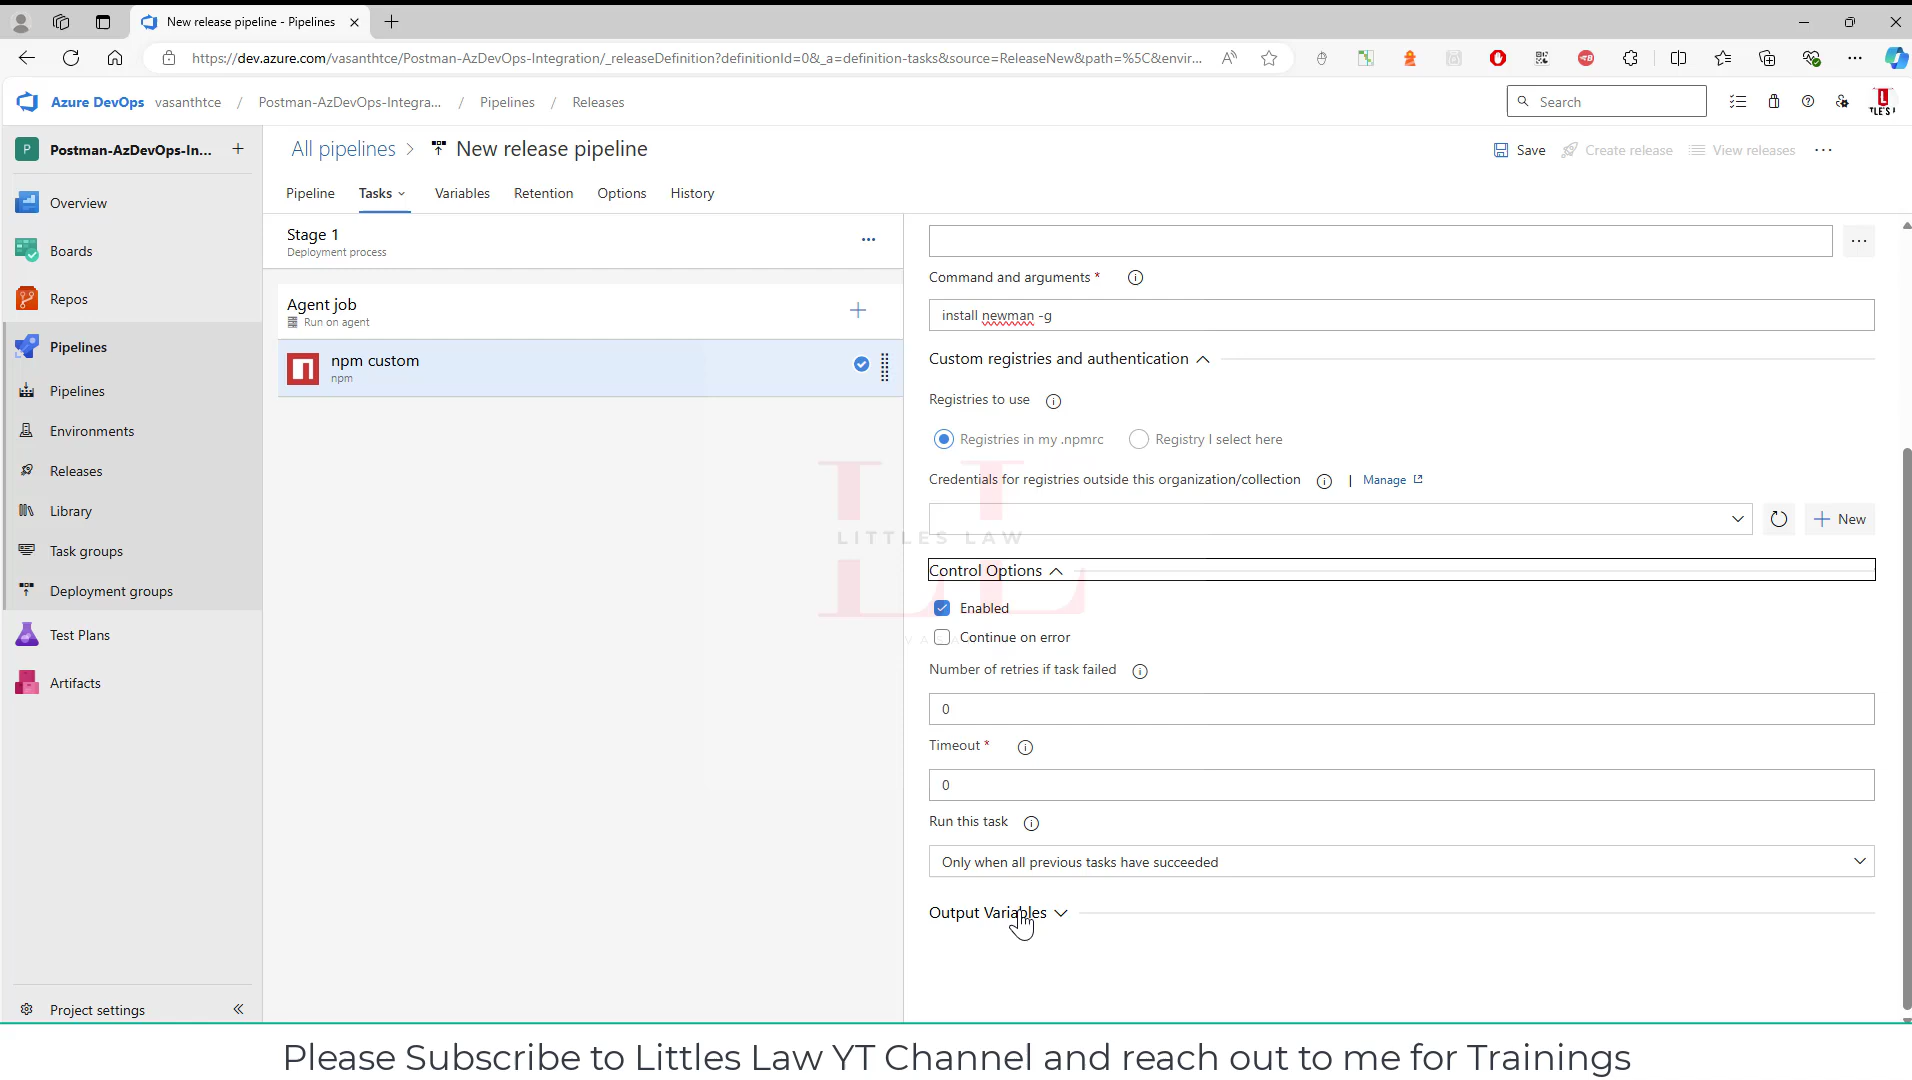 New release pipeline - Pipelines
https://dev.azure.com/vasanthtce/Postman-AzDevOps-Integration/_releaseDefinition?definitionId=0&_a=definition-tasks&source=ReleaseNew&path=%5C&envir...
Azure DevOps vasanthtce / Postman-AzDevOps-Integra... / Pipelines / Releases
Search
P Postman-AzDevOps-In...
Overview
Boards
Repos
Pipelines
Pipelines
Environments
Releases
Library
Task groups
Deployment groups
Test Plans
Artifacts
Project settings
All pipelines > New release pipeline
Save Create release View releases
Pipeline Tasks Variables Retention Options History
Stage 1
Deployment process
Agent job
Run on agent
npm custom
npm
Command and arguments *
install newman -g
Custom registries and authentication
Registries to use
Registries in my .npmrc Registry I select here
Credentials for registries outside this organization/collection | Manage
New
LITTLES LAW
Control Options
Enabled
Continue on error
Number of retries if task failed
0
Timeout *
0
Run this task
Only when all previous tasks have succeeded
Output Variables
Please Subscribe to Littles Law YT Channel and reach out to me for Trainings